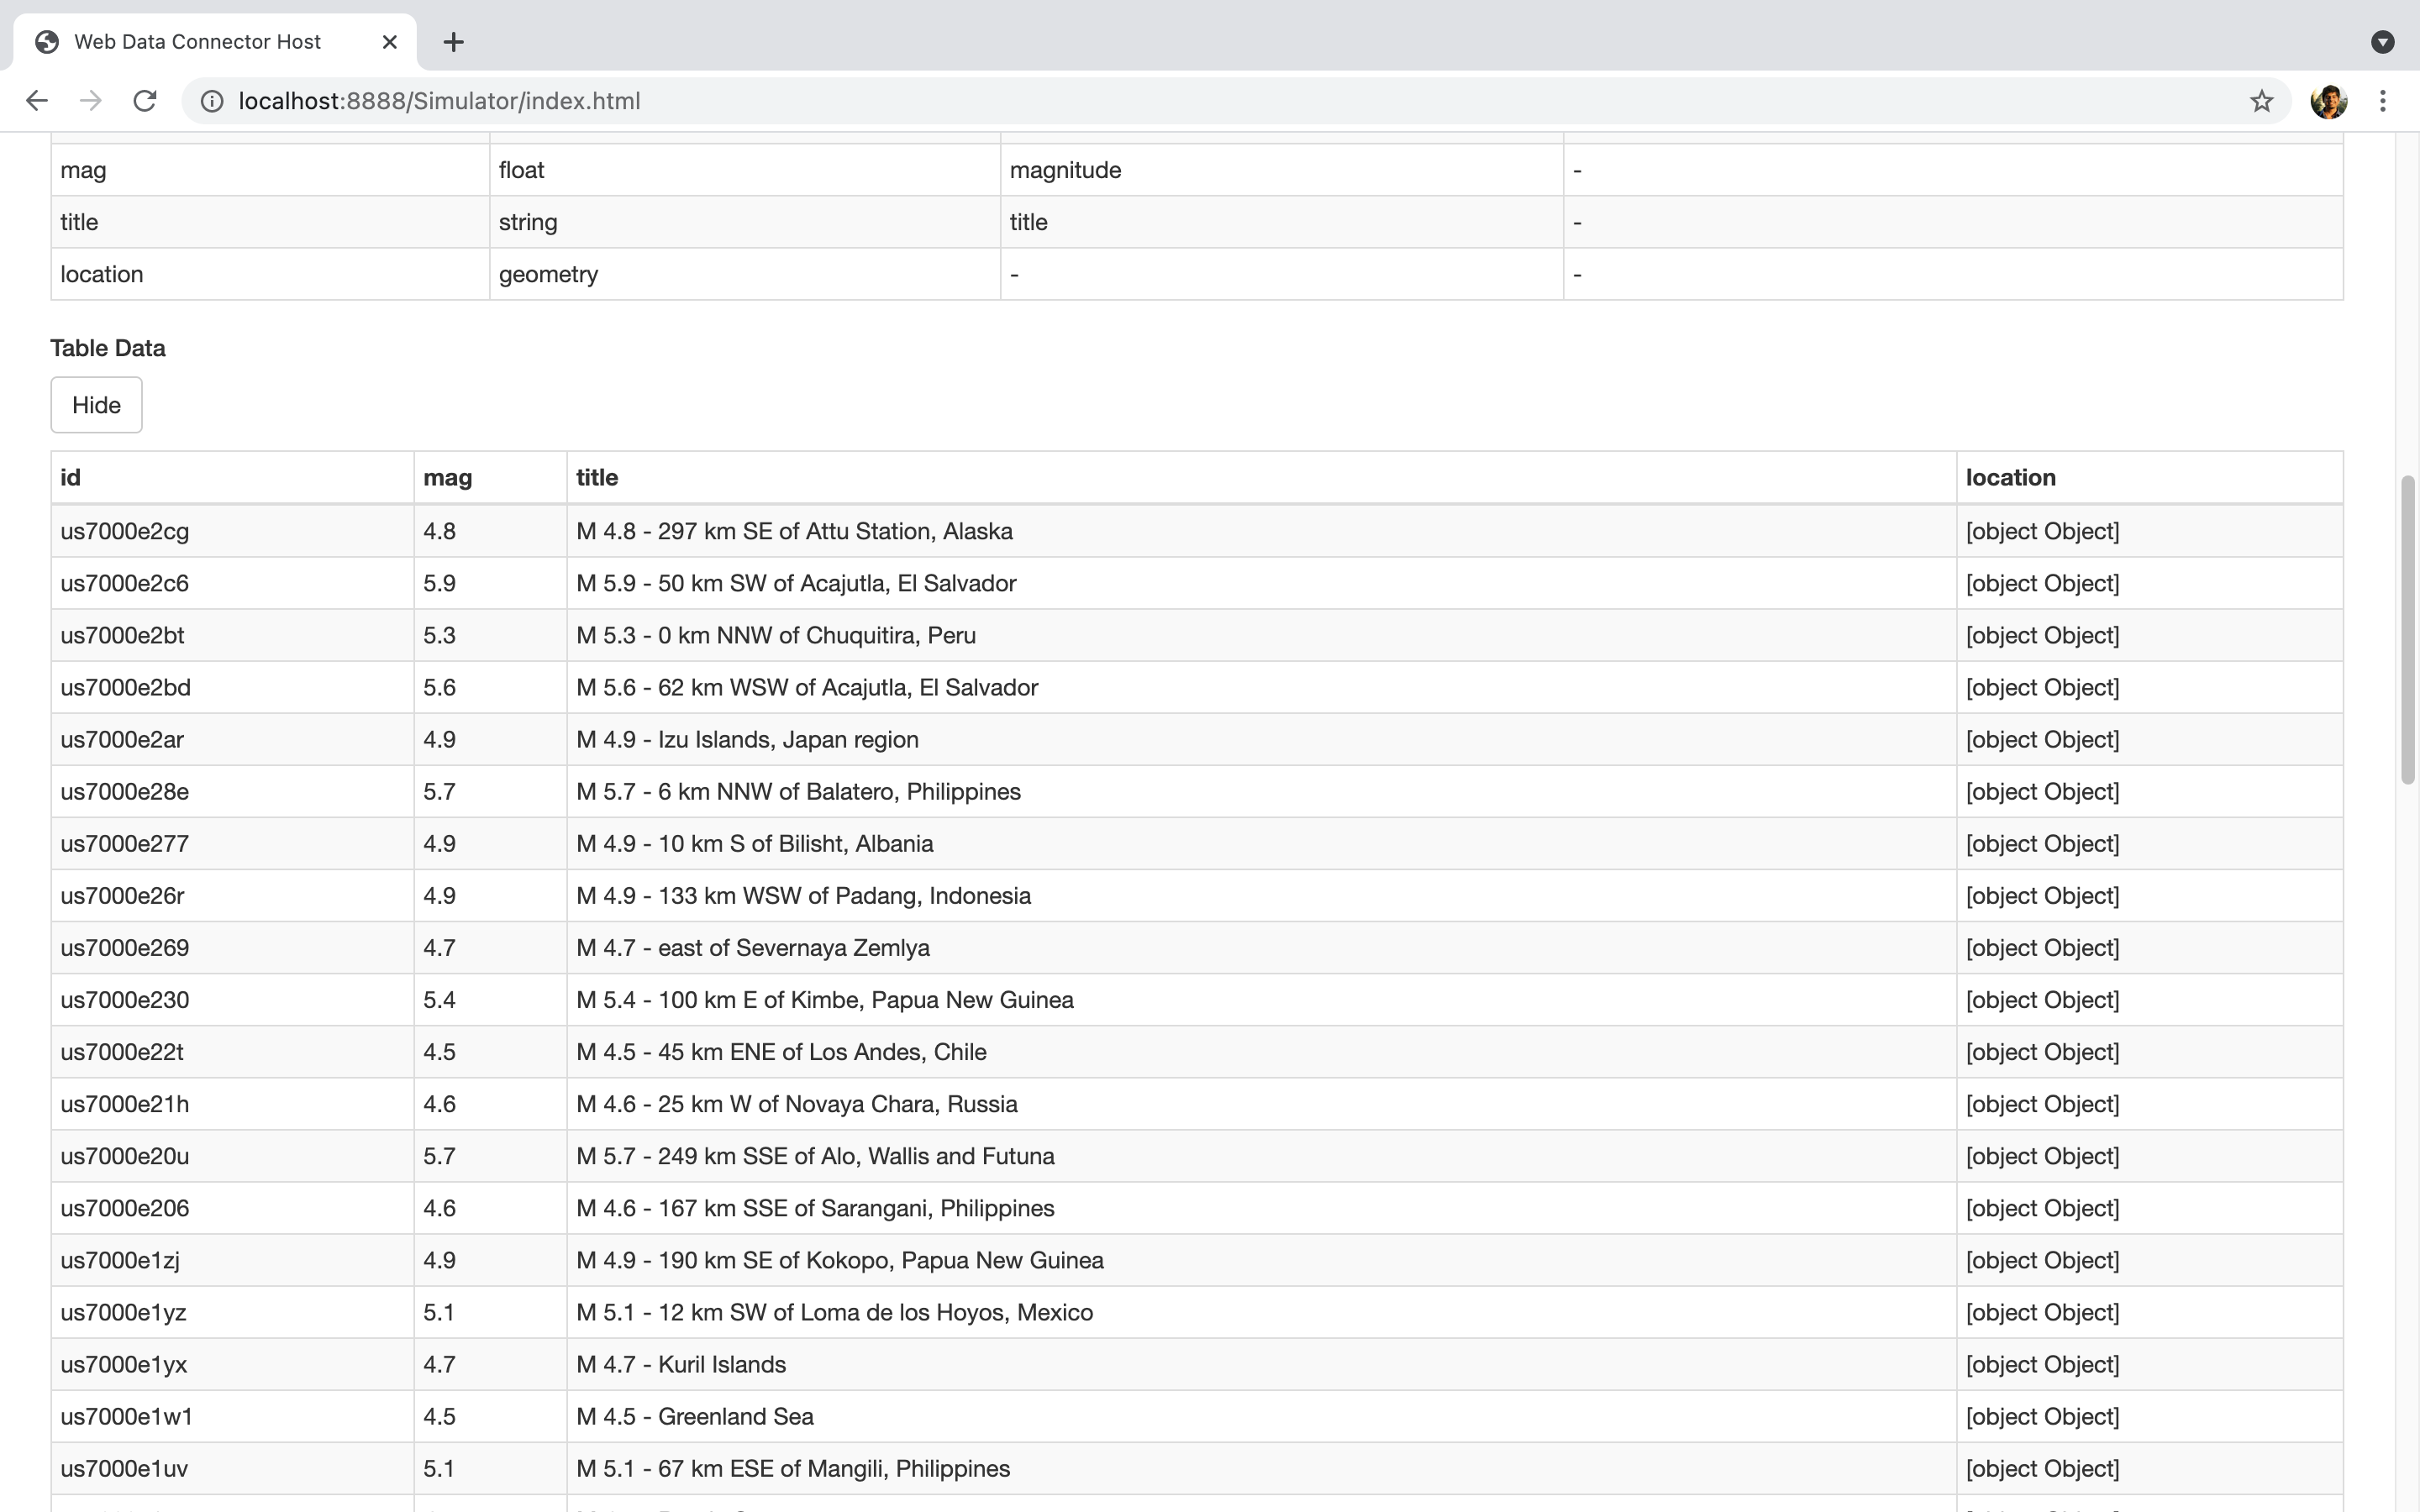 Web Data Connector Host
localhost:8888/Simulator/index.html
mag float magnitude -
title string title -
location geometry - -
Table Data
Hide
id mag title location
us7000e2cg 4.8 M 4.8 - 297 km SE of Attu Station, Alaska [object Object]
us7000e2c6 5.9 M 5.9 - 50 km SW of Acajutla, El Salvador [object Object]
us7000e2bt 5.3 M 5.3 - 0 km NNW of Chuquitira, Peru [object Object]
us7000e2bd 5.6 M 5.6 - 62 km WSW of Acajutla, El Salvador [object Object]
us7000e2ar 4.9 M 4.9 - Izu Islands, Japan region [object Object]
us7000e28e 5.7 M 5.7 - 6 km NNW of Balatero, Philippines [object Object]
us7000e277 4.9 M 4.9 - 10 km S of Bilisht, Albania [object Object]
us7000e26r 4.9 M 4.9 - 133 km WSW of Padang, Indonesia [object Object]
us7000e269 4.7 M 4.7 - east of Severnaya Zemlya [object Object]
us7000e230 5.4 M 5.4 - 100 km E of Kimbe, Papua New Guinea [object Object]
us7000e22t 4.5 M 4.5 - 45 km ENE of Los Andes, Chile [object Object]
us7000e21h 4.6 M 4.6 - 25 km W of Novaya Chara, Russia [object Object]
us7000e20u 5.7 M 5.7 - 249 km SSE of Alo, Wallis and Futuna [object Object]
us7000e206 4.6 M 4.6 - 167 km SSE of Sarangani, Philippines [object Object]
us7000e1zj 4.9 M 4.9 - 190 km SE of Kokopo, Papua New Guinea [object Object]
us7000e1yz 5.1 M 5.1 - 12 km SW of Loma de los Hoyos, Mexico [object Object]
us7000e1yx 4.7 M 4.7 - Kuril Islands [object Object]
us7000e1w1 4.5 M 4.5 - Greenland Sea [object Object]
us7000e1uv 5.1 M 5.1 - 67 km ESE of Mangili, Philippines [object Object]